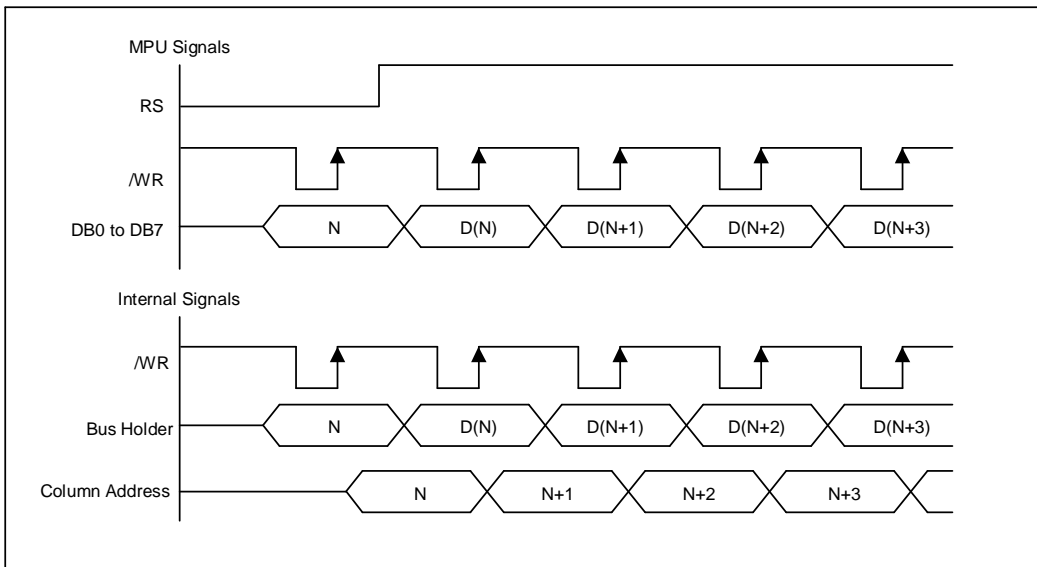 MPU Signals
RS
/WR
DB0 to DB7
N
D(N)
D(N+1)
D(N+2)
D(N+3)
Internal Signals
/WR
Bus Holder
N
D(N)
D(N+1)
D(N+2)
D(N+3)
Column Address
N
N+1
N+2
N+3